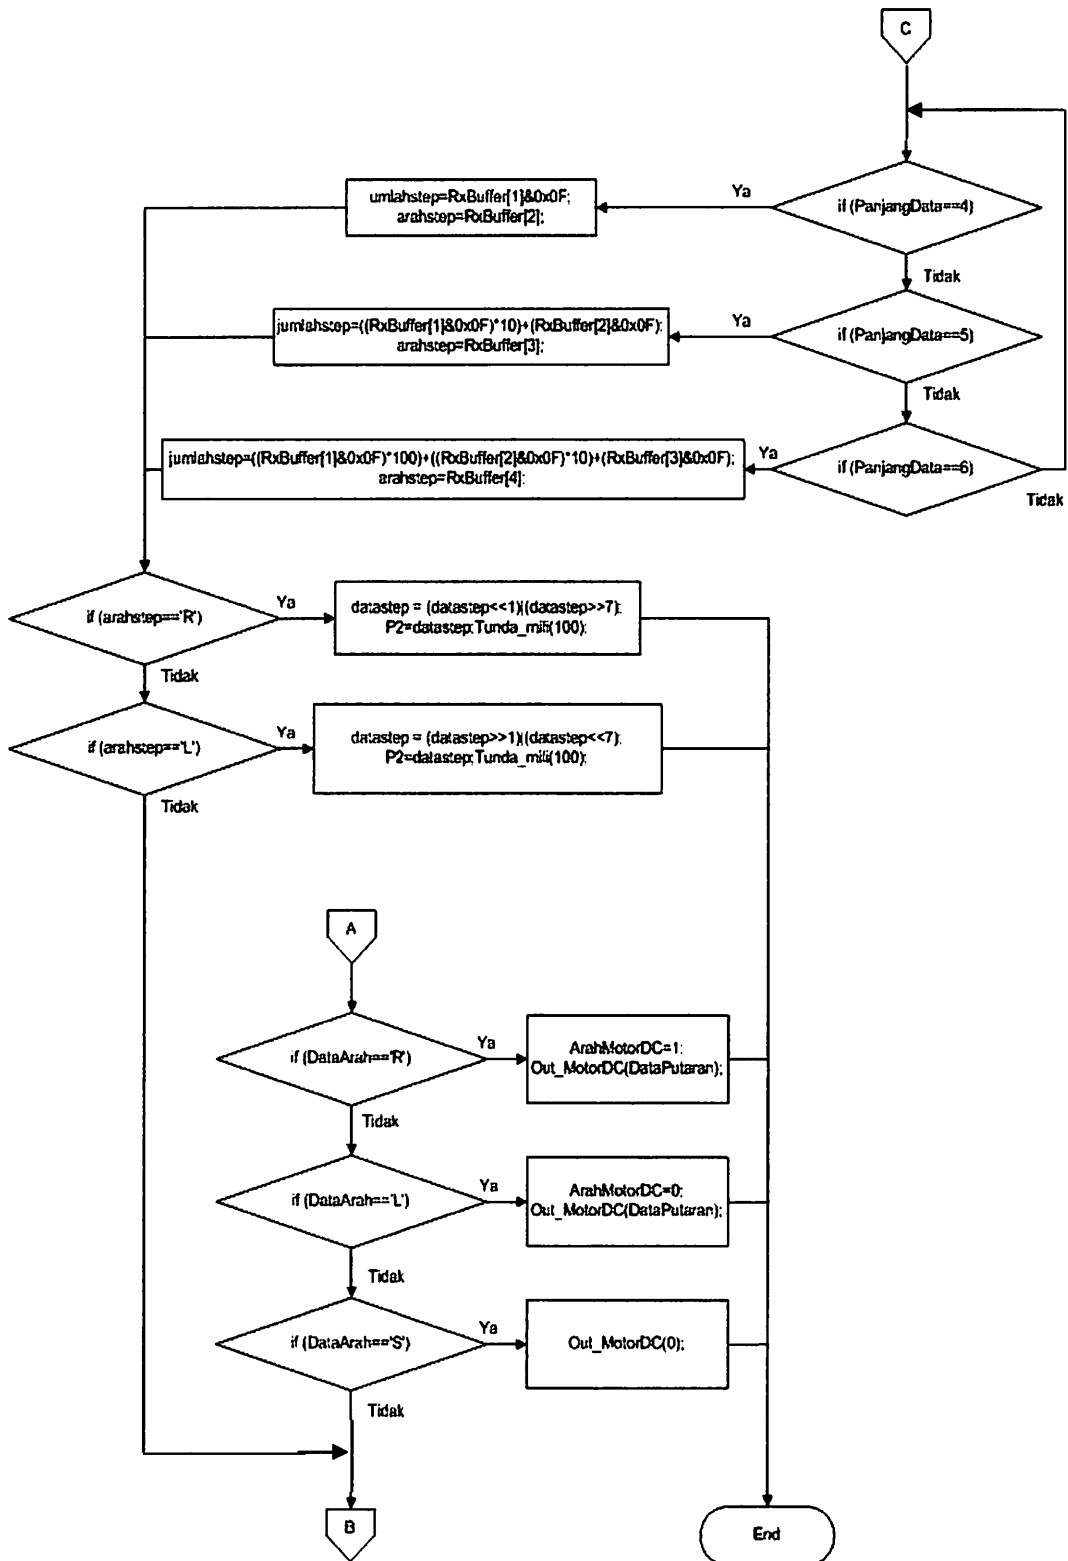 C
if (PanjangData==4)
Ya
umlahstep=RxBuffer[1]&0x0F;
arahstep=RxBuffer[2];
Tidak
if (PanjangData==5)
Ya
jumlahstep=((RxBuffer[1]&0x0F)*10)+(RxBuffer[2]&0x0F);
arahstep=RxBuffer[3];
Tidak
if (PanjangData==6)
Ya
Tidak
jumlahstep=((RxBuffer[1]&0x0F)*100)+((RxBuffer[2]&0x0F)*10)+(RxBuffer[3]&0x0F);
arahstep=RxBuffer[4];
if (arahstep=='R')
Ya
datastep = (datastep<<1)|(datastep>>7);
P2=datastep;Tunda_mili(100);
Tidak
if (arahstep=='L')
Ya
datastep = (datastep>>1)|(datastep<<7);
P2=datastep;Tunda_mili(100);
Tidak
A
if (DataArah=='R')
Ya
ArahMotorDC=1;
Out_MotorDC(DataPutaran);
Tidak
if (DataArah=='L')
Ya
ArahMotorDC=0;
Out_MotorDC(DataPutaran);
Tidak
if (DataArah=='S')
Ya
Out_MotorDC(0);
Tidak
B
End